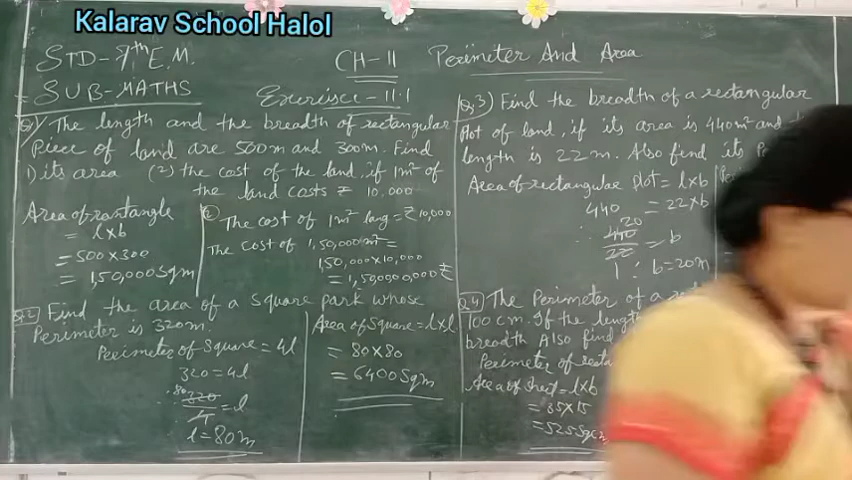 Kalarav School Halol
STD-7th E.M.
SUB-MATHS
CH-11 Perimeter And Area
Exercise-11.1
Q.1 The length and the breadth of rectangular
Piece of land are 500m and 300m. Find
1) its area (2) the cost of the land, if 1m² of
the land costs ₹ 10,000
Area of rantangle
= l×b
= 500×300
= 1,50,000 Sqm
② The cost of 1m² lang = ₹10,000
The cost of 1,50,000m² =
1,50,000×10,000
= 1,50,00,00,000 ₹
Q.2 Find the area of a square park whose
Perimeter is 320m.
Perimeter of Square = 4l
320 = 4l
80
∴ 320 = l
4
l = 80m
Area of Square = l×l
= 80×80
= 6400 Sqm
Q.3) Find the breadth of a rectangular
Plot of land, if its area is 440m² and
length is 22m. Also find its
Area of rectangular Plot = l×b
440 = 22×b
20
∴ 440 = b
22
1 ∴ b=20m
Q.4 The Perimeter of a
100 cm. If the length
breadth Also find
Perimeter of
Area of Sheet = l×b
= 35×15
= 525 Sqcm